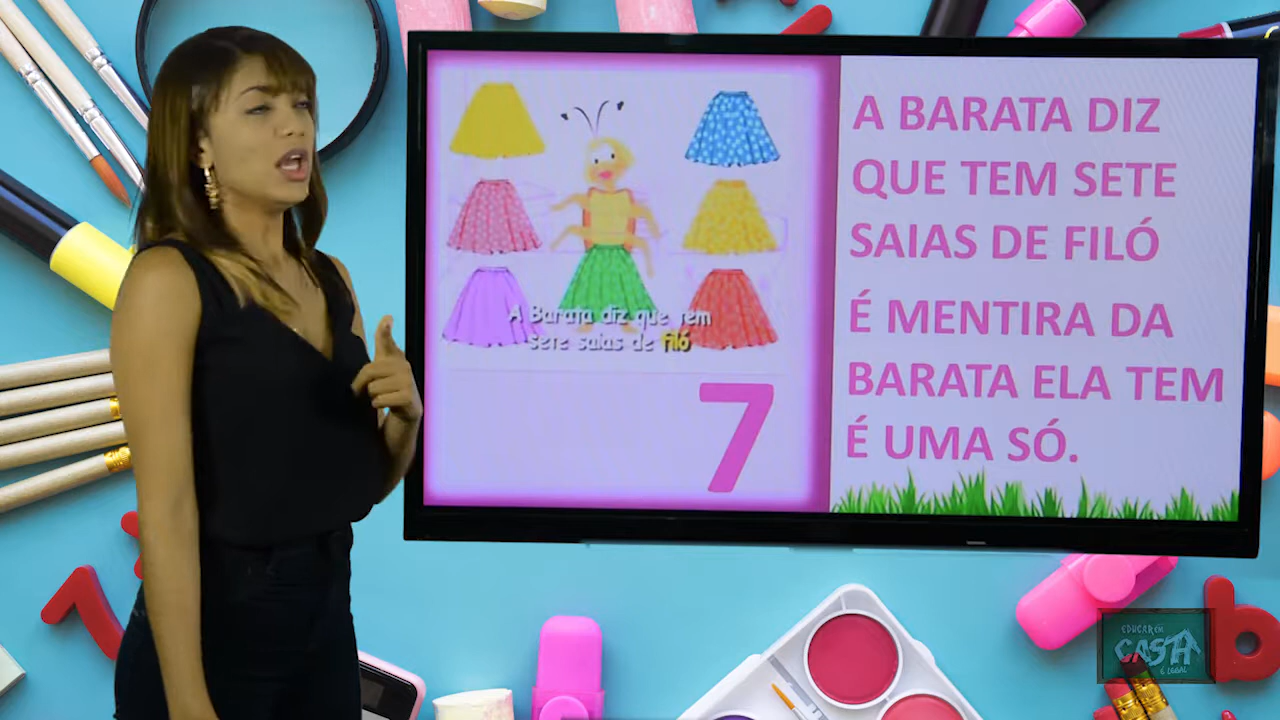 A BARATA DIZ
QUE TEM SETE
SAIAS DE FILÓ
É MENTIRA DA
BARATA ELA TEM
É UMA SÓ.
A Barata diz que tem
sete saias de filó
7
EDUCAR EM
CASA
É LEGAL
b